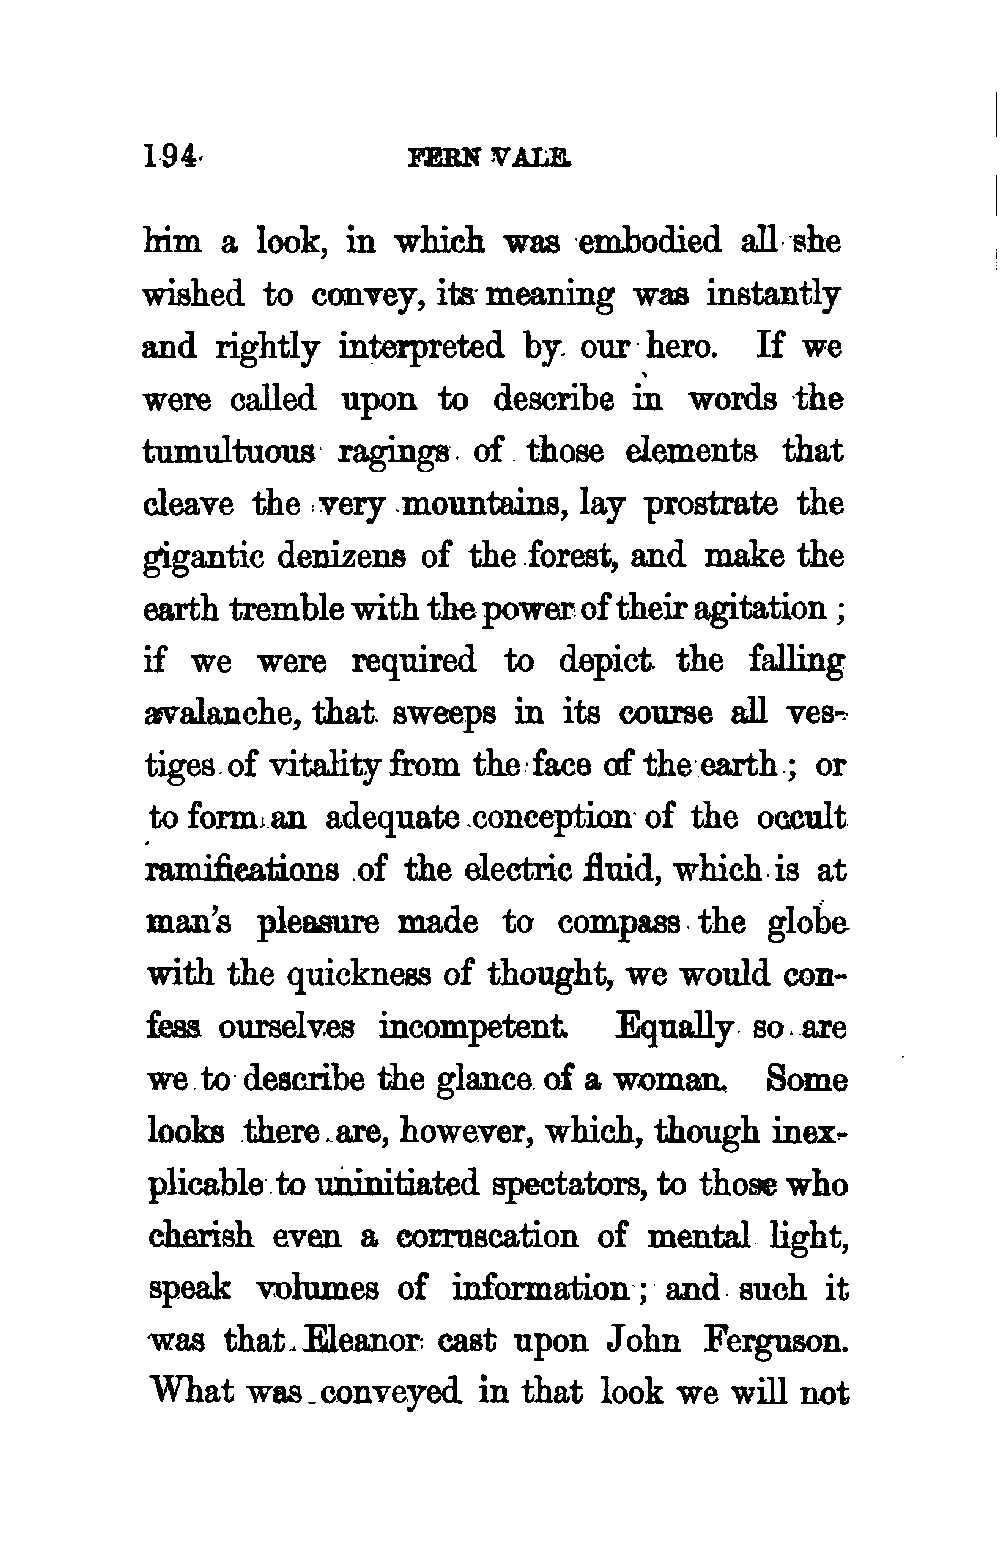 194 FERN VALE.
him a look, in which was embodied all she
wished to convey, its meaning was instantly
and rightly interpreted by our hero. If we
were called upon to describe in words the
tumultuous ragings of those elements that
cleave the very mountains, lay prostrate the
gigantic denizens of the forest, and make the
earth tremble with the power of their agitation ;
if we were required to depict the falling
avalanche, that sweeps in its course all ves-
tiges of vitality from the face of the earth ; or
to form an adequate conception of the occult
ramifications of the electric fluid, which is at
man's pleasure made to compass the globe
with the quickness of thought, we would con-
fess ourselves incompetent. Equally so are
we to describe the glance of a woman. Some
looks there are, however, which, though inex-
plicable to uninitiated spectators, to those who
cherish even a corruscation of mental light,
speak volumes of information ; and such it
was that Eleanor cast upon John Ferguson.
What was conveyed in that look we will not